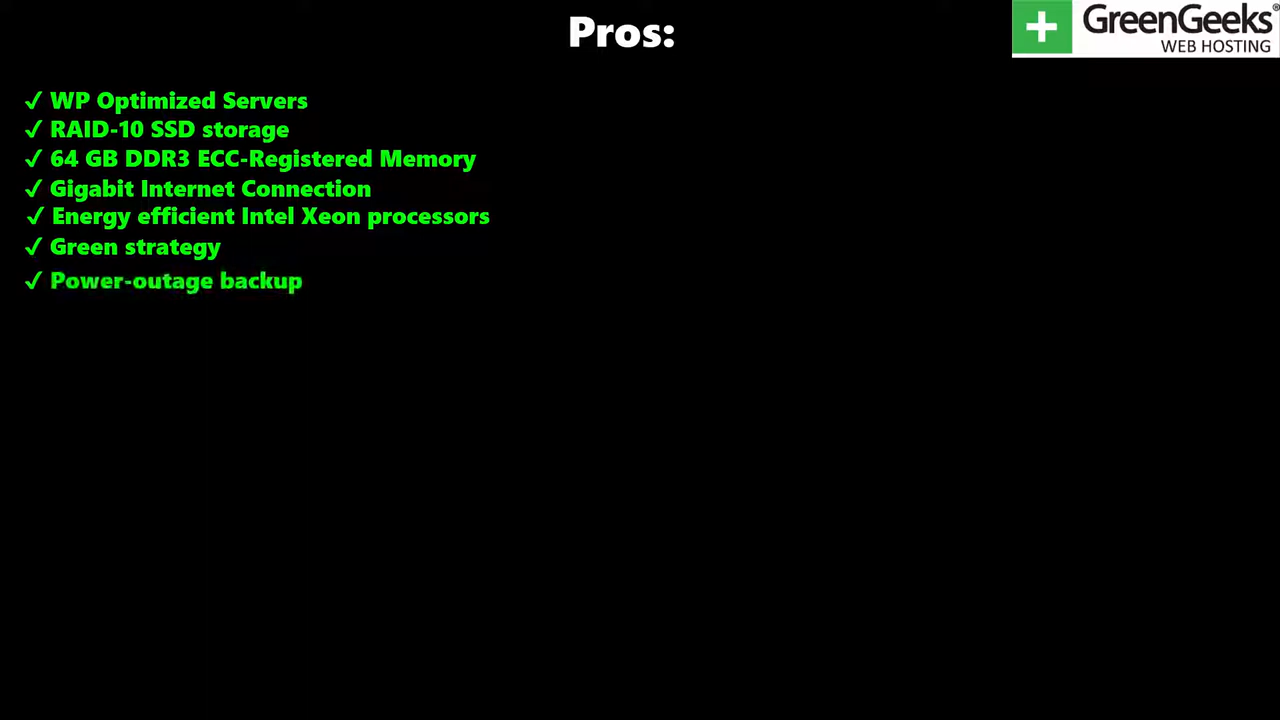 Pros:
GreenGeeks®
WEB HOSTING
✓ WP Optimized Servers
✓ RAID-10 SSD storage
✓ 64 GB DDR3 ECC-Registered Memory
✓ Gigabit Internet Connection
✓ Energy efficient Intel Xeon processors
✓ Green strategy
✓ Power-outage backup